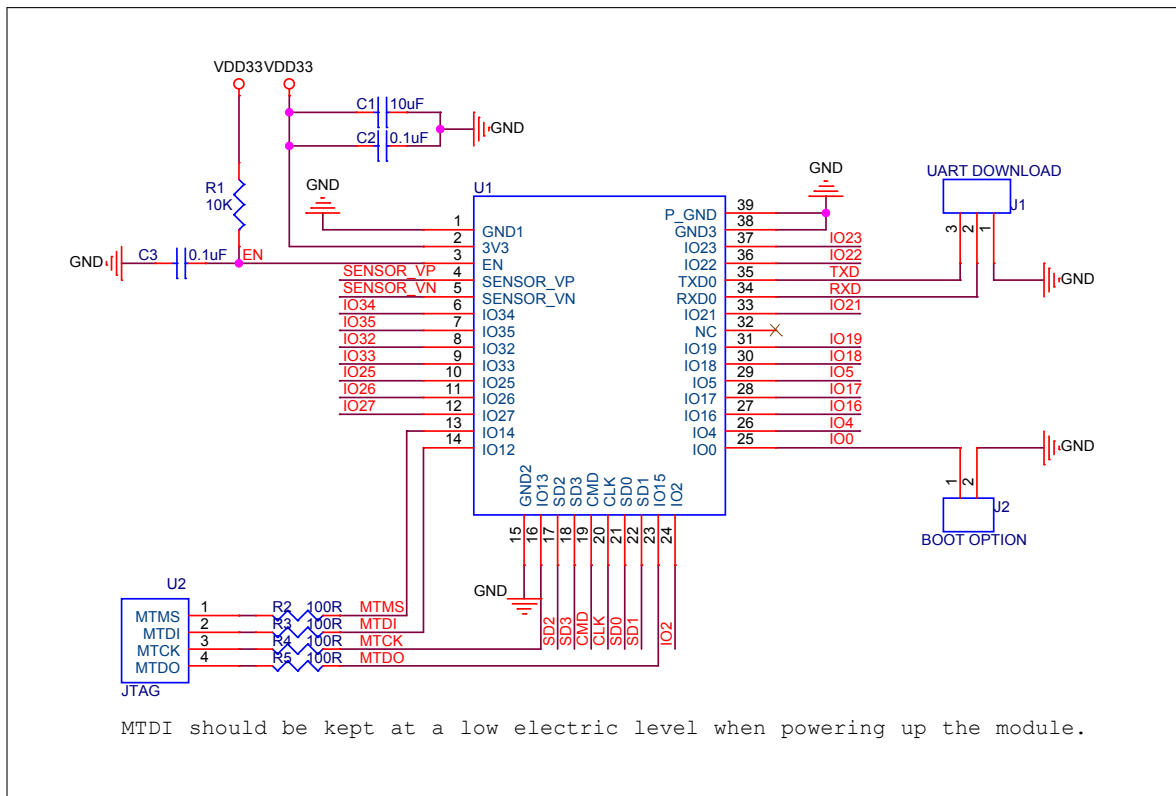 VDD33 VDD33
C1 10uF
GND
C2 0.1uF
GND
R1
10K
GND
C3 0.1uF
EN
GND
UART DOWNLOAD
J1
3 2 1
GND
U1
1 GND1
2 3V3
3 EN
SENSOR_VP 4 SENSOR_VP
SENSOR_VN 5 SENSOR_VN
IO34 6 IO34
IO35 7 IO35
IO32 8 IO32
IO33 9 IO33
IO25 10 IO25
IO26 11 IO26
IO27 12 IO27
13 IO14
14 IO12
P_GND 39
GND3 38
IO23 37 IO23
IO22 36 IO22
TXD0 35 TXD
RXD0 34 RXD
IO21 33 IO21
NC 32
IO19 31 IO19
IO18 30 IO18
IO5 29 IO5
IO17 28 IO17
IO16 27 IO16
IO4 26 IO4
IO0 25 IO0
GND2 IO13 SD2 SD3 CMD CLK SD0 SD1 IO15 IO2
15 16 17 18 19 20 21 22 23 24
GND
SD2 SD3 CMD CLK SD0 SD1 IO2
GND
1 2
J2
BOOT OPTION
U2
MTMS 1 R2 100R MTMS
MTDI 2 R3 100R MTDI
MTCK 3 R4 100R MTCK
MTDO 4 R5 100R MTDO
JTAG
MTDI should be kept at a low electric level when powering up the module.